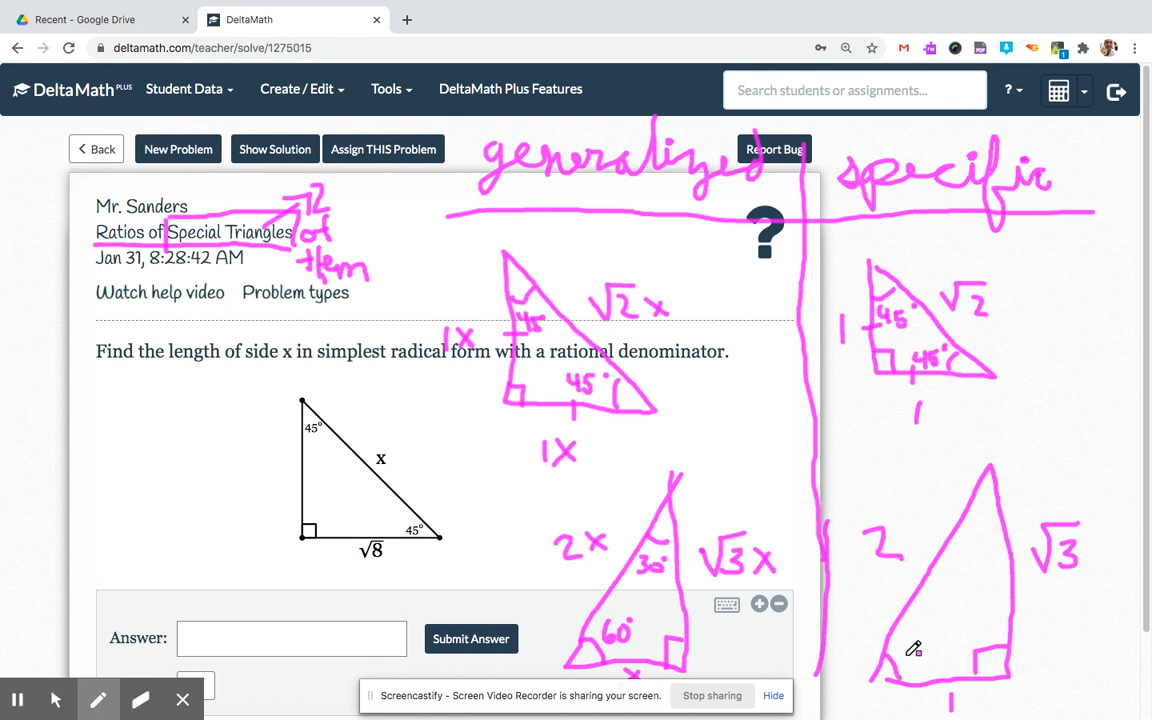 Recent - Google Drive
DeltaMath
deltamath.com/teacher/solve/1275015
DeltaMath PLUS
Student Data
Create / Edit
Tools
DeltaMath Plus Features
Search students or assignments...
?
Back
New Problem
Show Solution
Assign THIS Problem
Report Bug
generalized
specific
Mr. Sanders
Ratios of Special Triangles
Jan 31, 8:28:42 AM
2
of
them
?
Watch help video Problem types
Find the length of side x in simplest radical form with a rational denominator.
45°
x
45°
√8
45°
√2 x
1x
45°
1x
45°
√2
1
45°
1
2x
30°
√3 x
60°
x
2
√3
1
Answer:
Submit Answer
Screencastify - Screen Video Recorder is sharing your screen.
Stop sharing
Hide